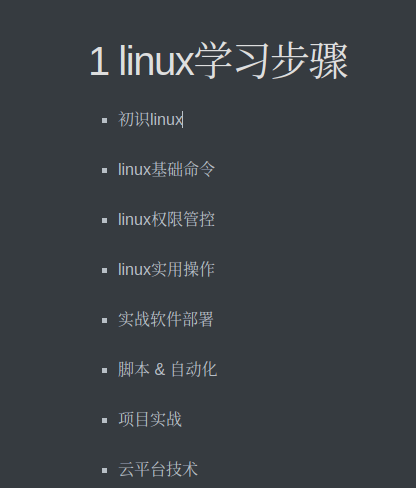 1 linux学习步骤
初识linux
linux基础命令
linux权限管控
linux实用操作
实战软件部署
脚本 & 自动化
项目实战
云平台技术